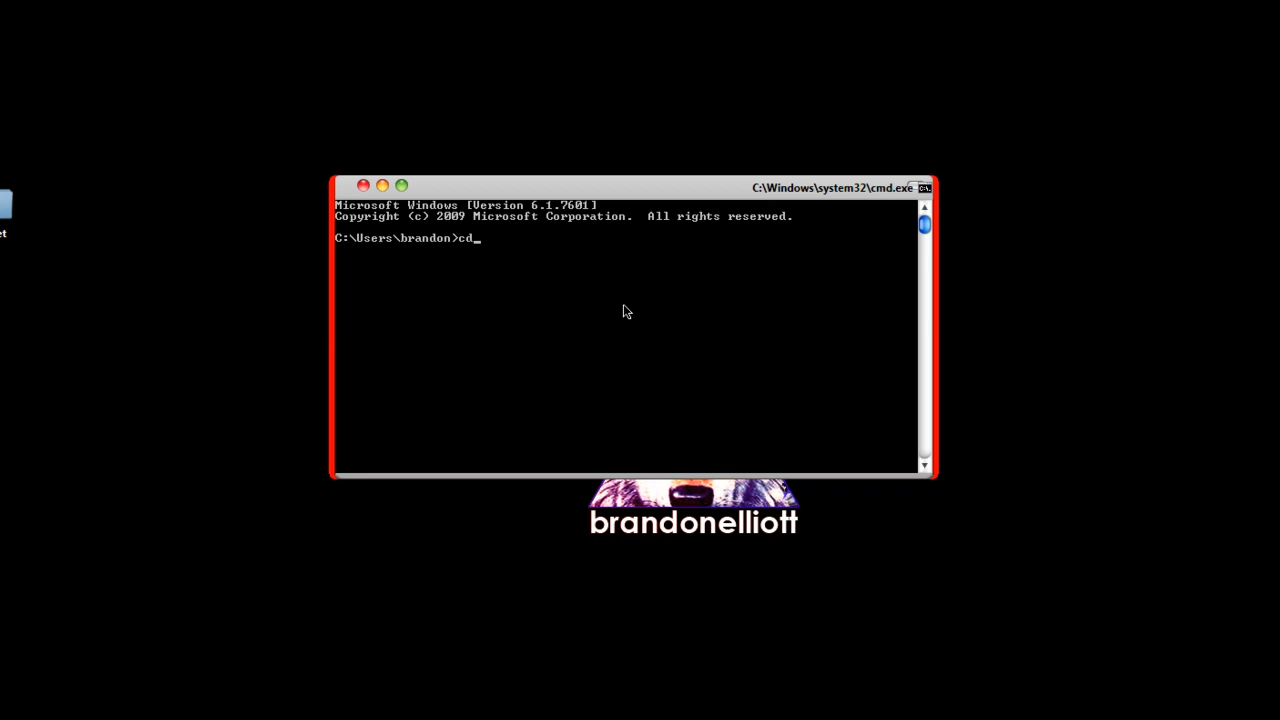 C:\Windows\system32\cmd.exe
Microsoft Windows [Version 6.1.7601]
Copyright (c) 2009 Microsoft Corporation.  All rights reserved.
C:\Users\brandon>cd_
et
brandonelliott